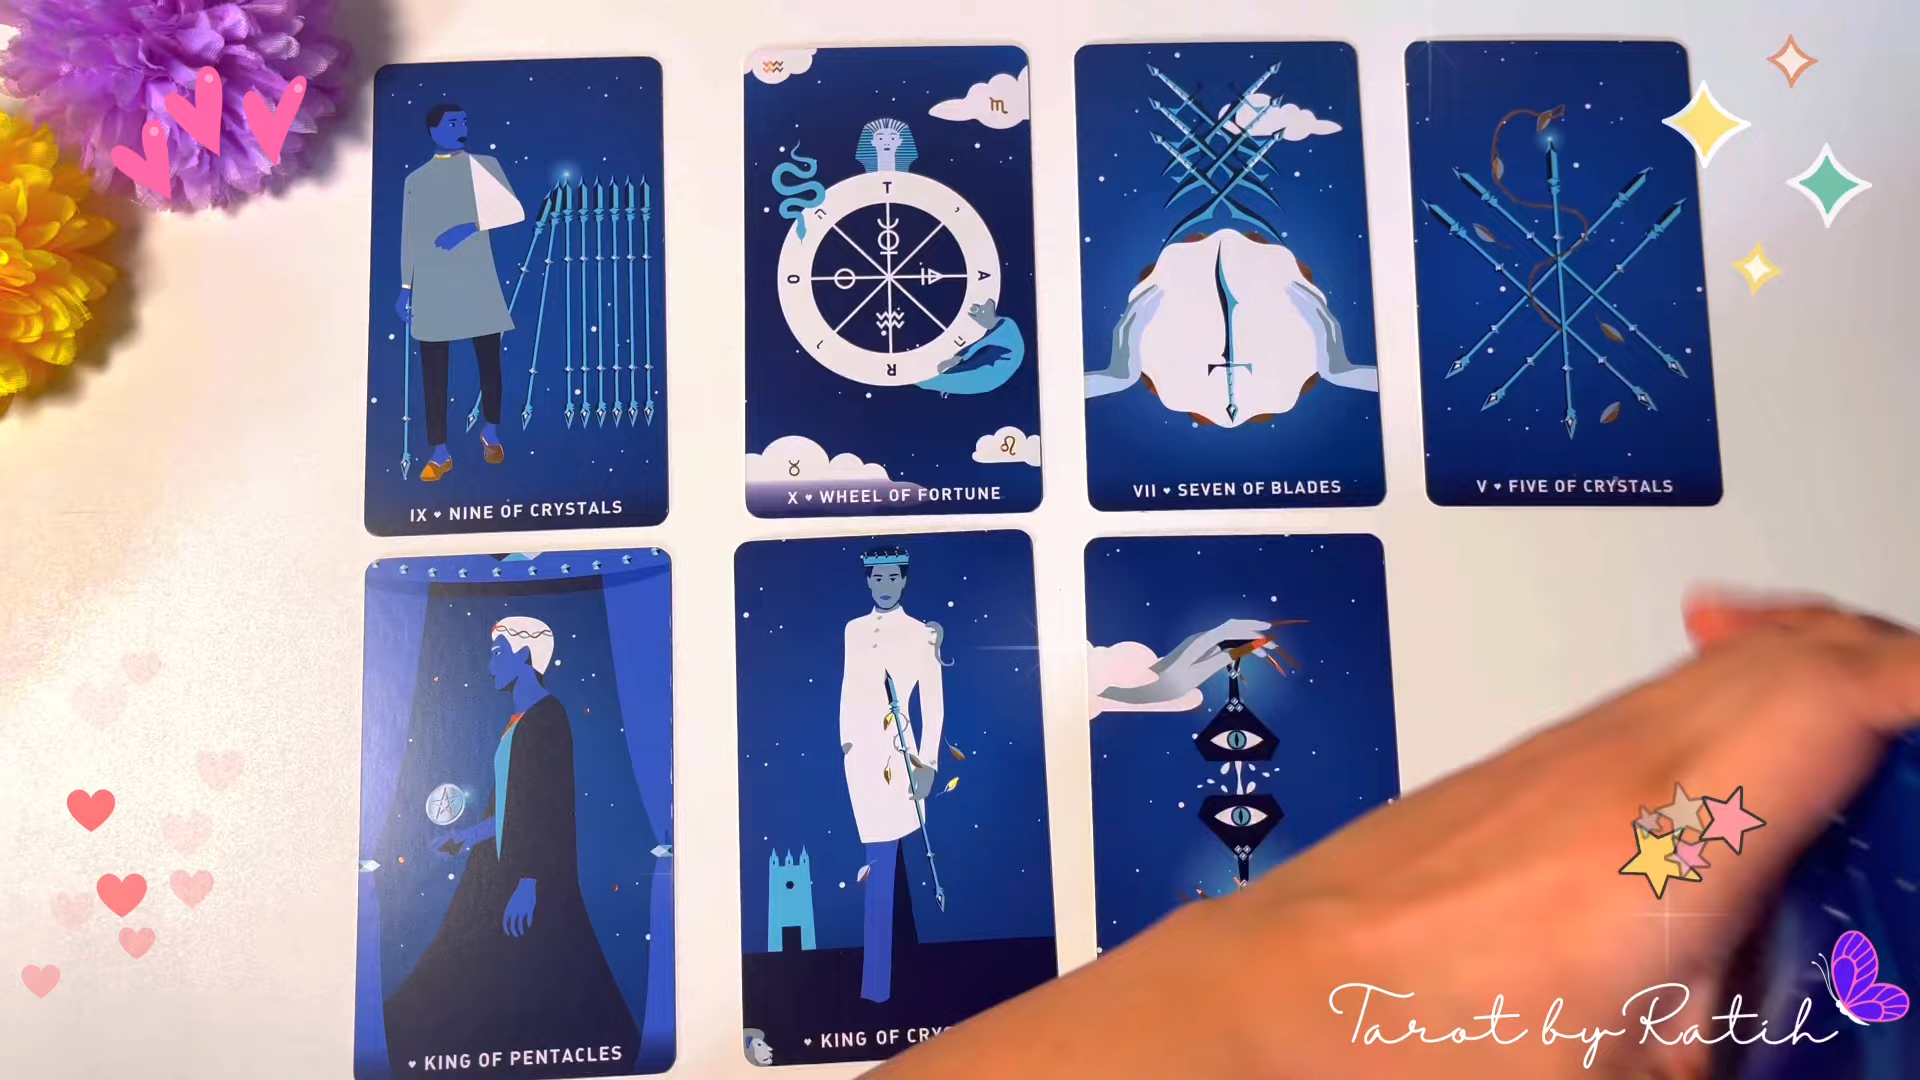 IX ♥ NINE OF CRYSTALS
X ♥ WHEEL OF FORTUNE
VII ♥ SEVEN OF BLADES
V ♥ FIVE OF CRYSTALS
T
A
R
O
♥ KING OF PENTACLES
♥ KING OF
Tarot by Ratih